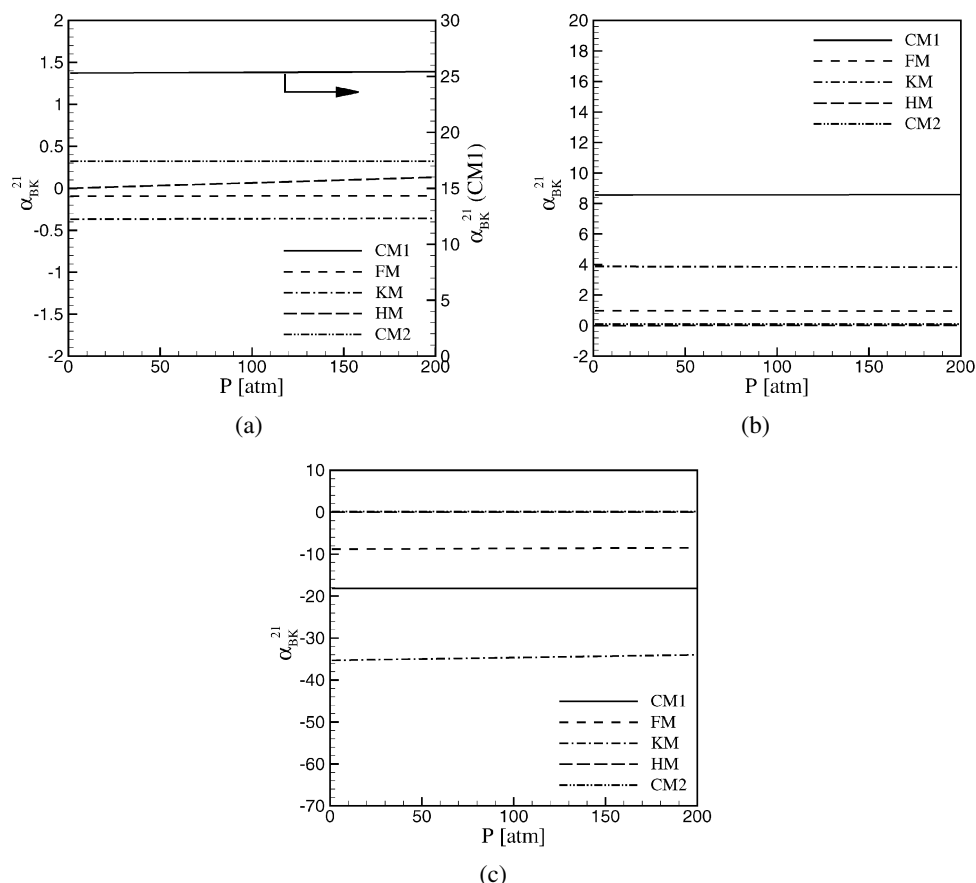 2
1.5
1
0.5
0
-0.5
-1
-1.5
-2
α_BK^21
30
25
20
15
10
5
0
α_BK^21 (CM1)
CM1
FM
KM
HM
CM2
0 50 100 150 200
P [atm]
(a)
20
18
16
14
12
10
8
6
4
2
0
-2
α_BK^21
CM1
FM
KM
HM
CM2
0 50 100 150 200
P [atm]
(b)
10
0
-10
-20
-30
-40
-50
-60
-70
α_BK^21
CM1
FM
KM
HM
CM2
0 50 100 150 200
P [atm]
(c)